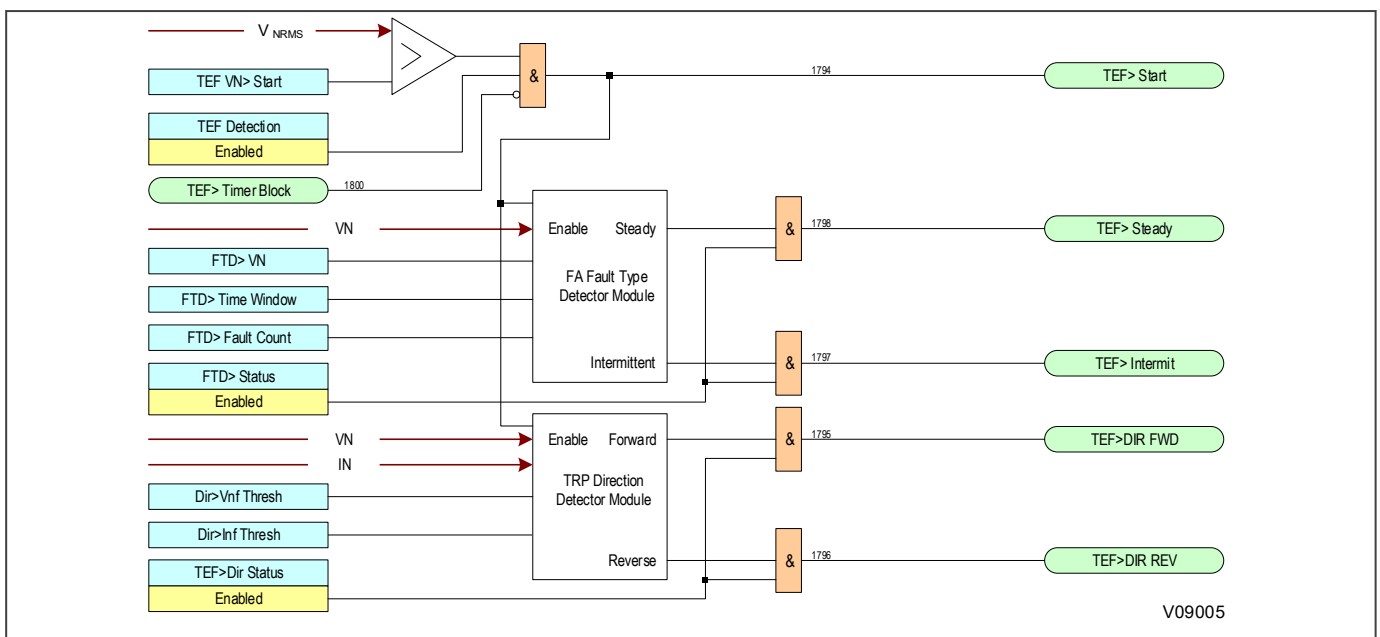 V NRMS
TEF VN> Start
>
&
1794
TEF> Start
TEF Detection
Enabled
TEF> Timer Block
1800
VN
FTD> VN
FTD> Time Window
FTD> Fault Count
FTD> Status
Enabled
Enable Steady
FA Fault Type
Detector Module
Intermittent
&
1798
TEF> Steady
&
1797
TEF> Intermit
VN
IN
Dir>Vnf Thresh
Dir>Inf Thresh
TEF>Dir Status
Enabled
Enable Forward
TRP Direction
Detector Module
Reverse
&
1795
TEF>DIR FWD
&
1796
TEF>DIR REV
V09005